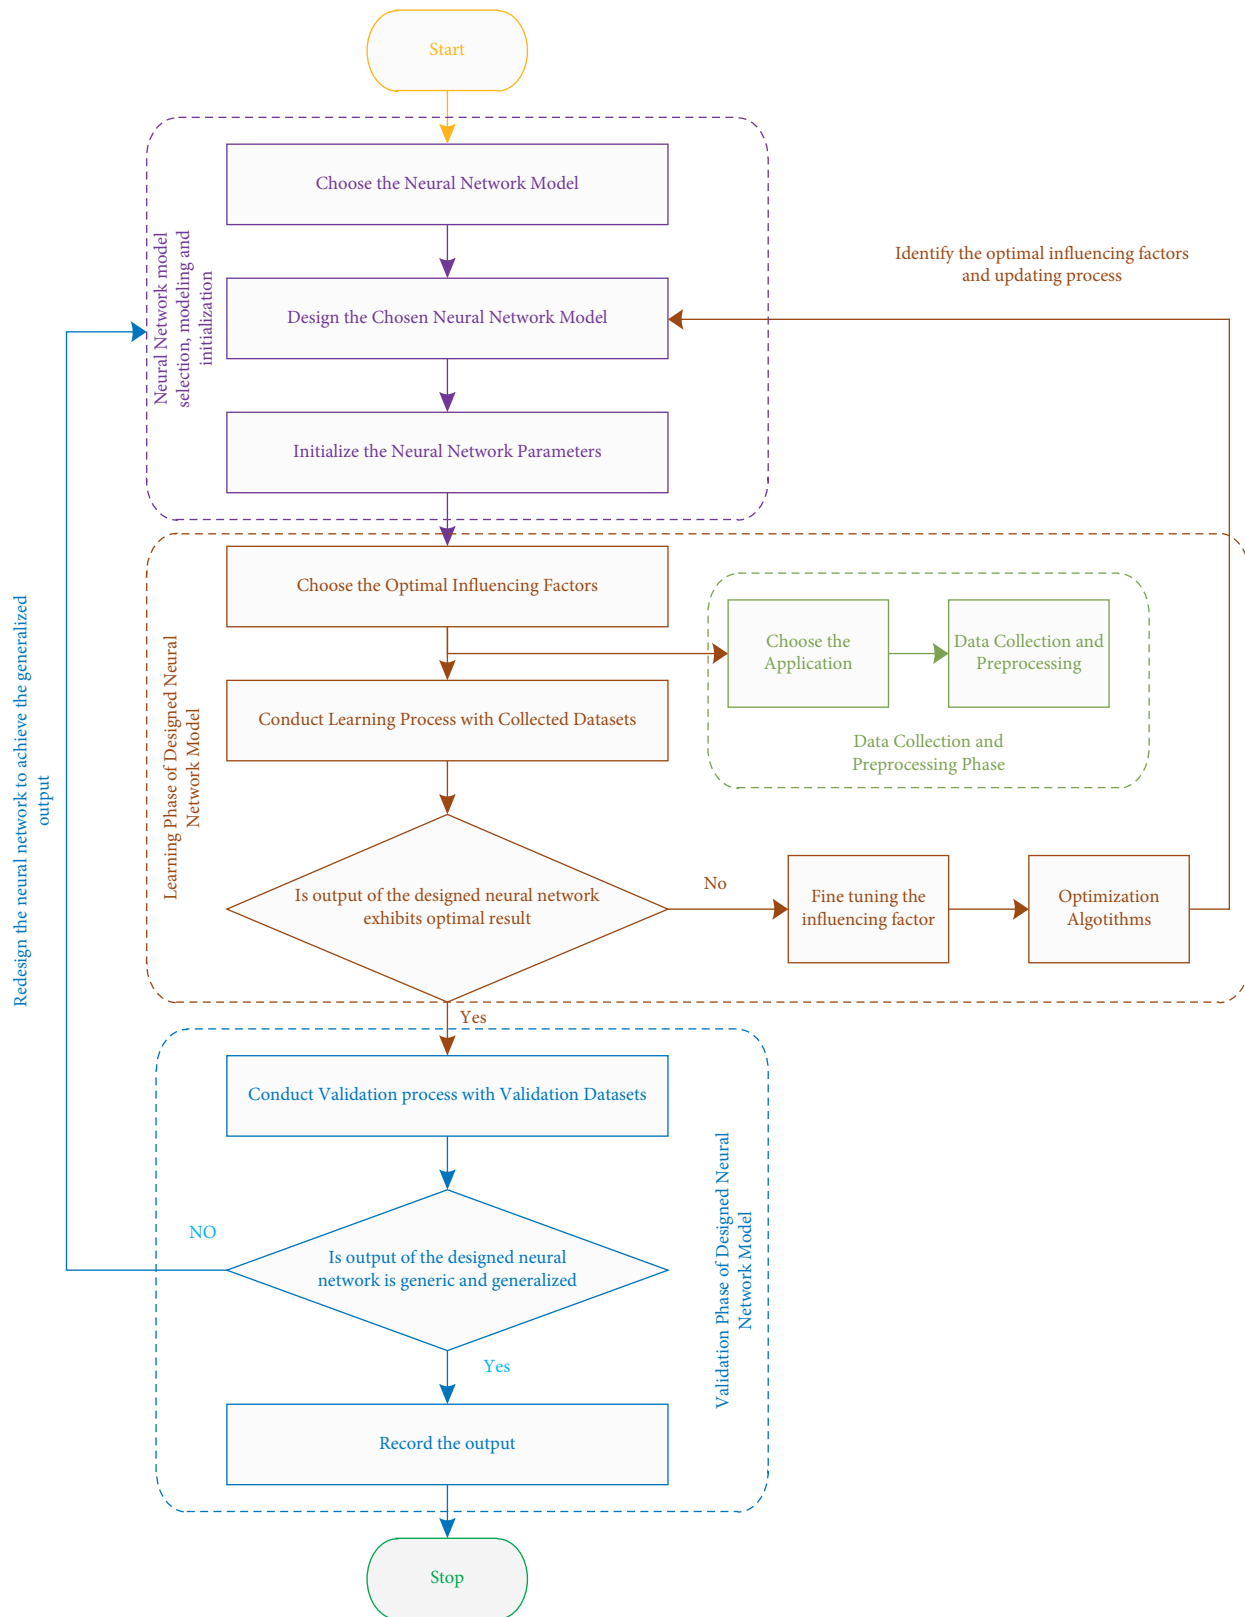 Start
Choose the Neural Network Model
Neural Network model
selection, modeling and
initialization
Identify the optimal influencing factors
and updating process
Design the Chosen Neural Network Model
Initialize the Neural Network Parameters
Choose the Optimal Influencing Factors
Choose the
Application
Data Collection and
Preprocessing
Conduct Learning Process with Collected Datasets
Data Collection and
Preprocessing Phase
Learning Phase of Designed Neural
Network Model
Redesign the neural network to achieve the generalized
output
Is output of the designed neural network
exhibits optimal result
No
Fine tuning the
influencing factor
Optimization
Algotithms
Yes
Conduct Validation process with Validation Datasets
Validation Phase of Designed Neural
Network Model
NO
Is output of the designed neural
network is generic and generalized
Yes
Record the output
Stop